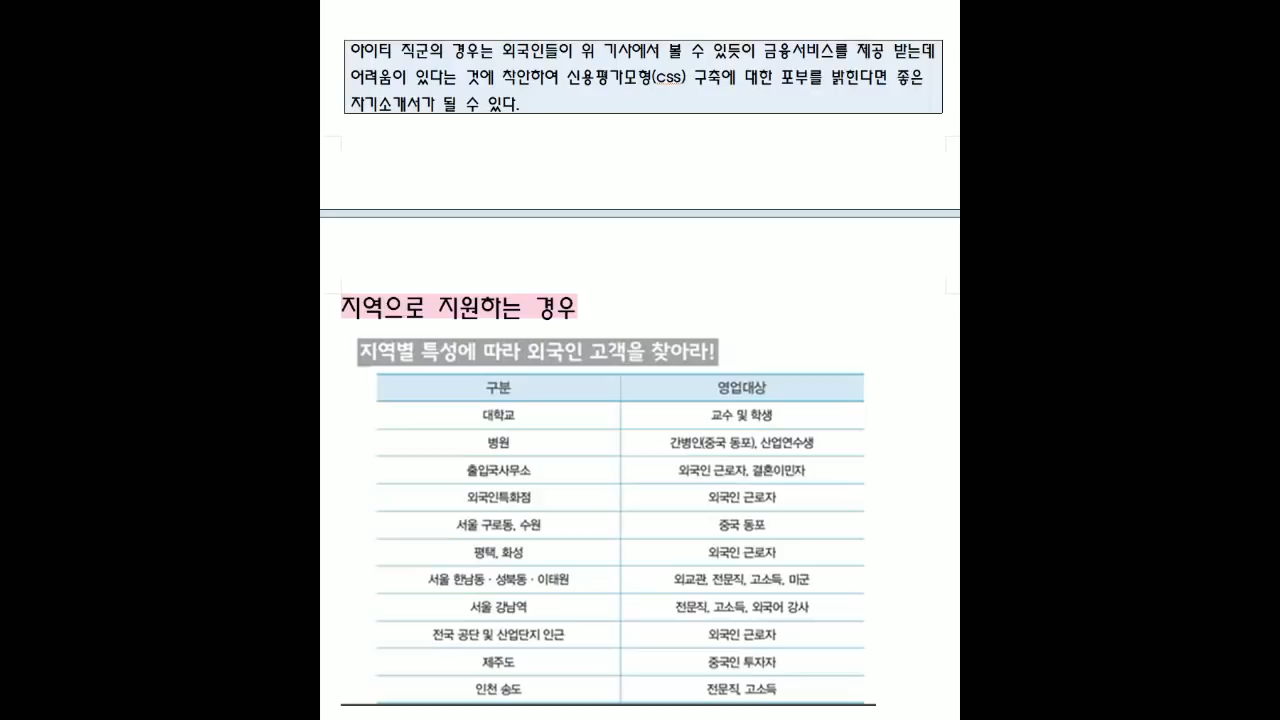 아이티 직군의 경우는 외국인들이 위 기사에서 볼 수 있듯이 금융서비스를 제공 받는데
어려움이 있다는 것에 착안하여 신용평가모형(css) 구축에 대한 포부를 밝힌다면 좋은
자기소개서가 될 수 있다.
지역으로 지원하는 경우
지역별 특성에 따라 외국인 고객을 찾아라!
구분 영업대상
대학교 교수 및 학생
병원 간병인(중국 동포), 산업연수생
출입국사무소 외국인 근로자, 결혼이민자
외국인특화점 외국인 근로자
서울 구로동, 수원 중국 동포
평택, 화성 외국인 근로자
서울 한남동 · 성북동 · 이태원 외교관, 전문직, 고소득, 미군
서울 강남역 전문직, 고소득, 외국어 강사
전국 공단 및 산업단지 인근 외국인 근로자
제주도 중국인 투자자
인천 송도 전문직, 고소득